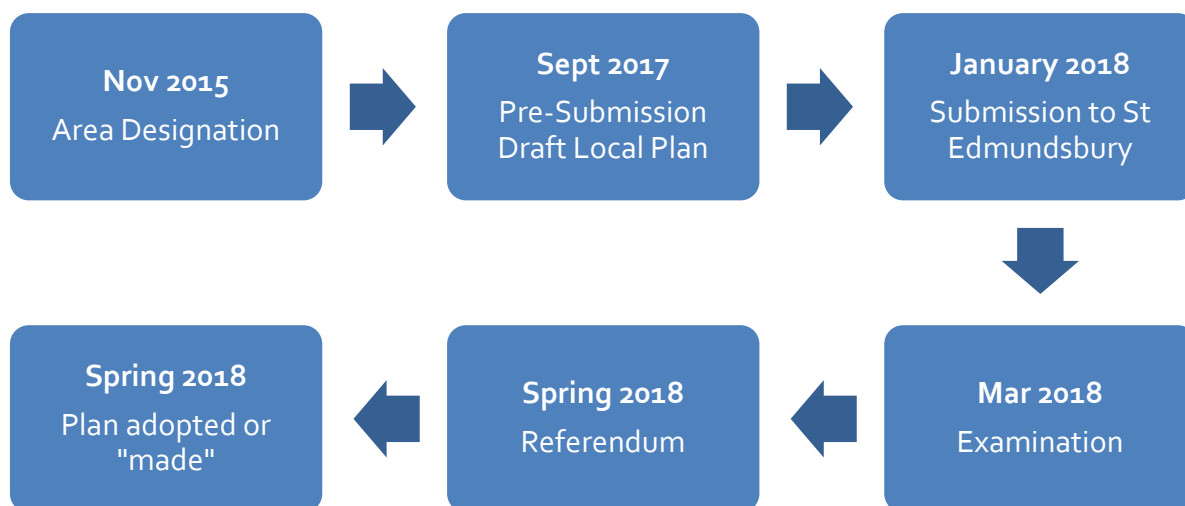 Nov 2015
Area Designation
Sept 2017
Pre-Submission
Draft Local Plan
January 2018
Submission to St
Edmundsbury
Mar 2018
Examination
Spring 2018
Referendum
Spring 2018
Plan adopted or
"made"